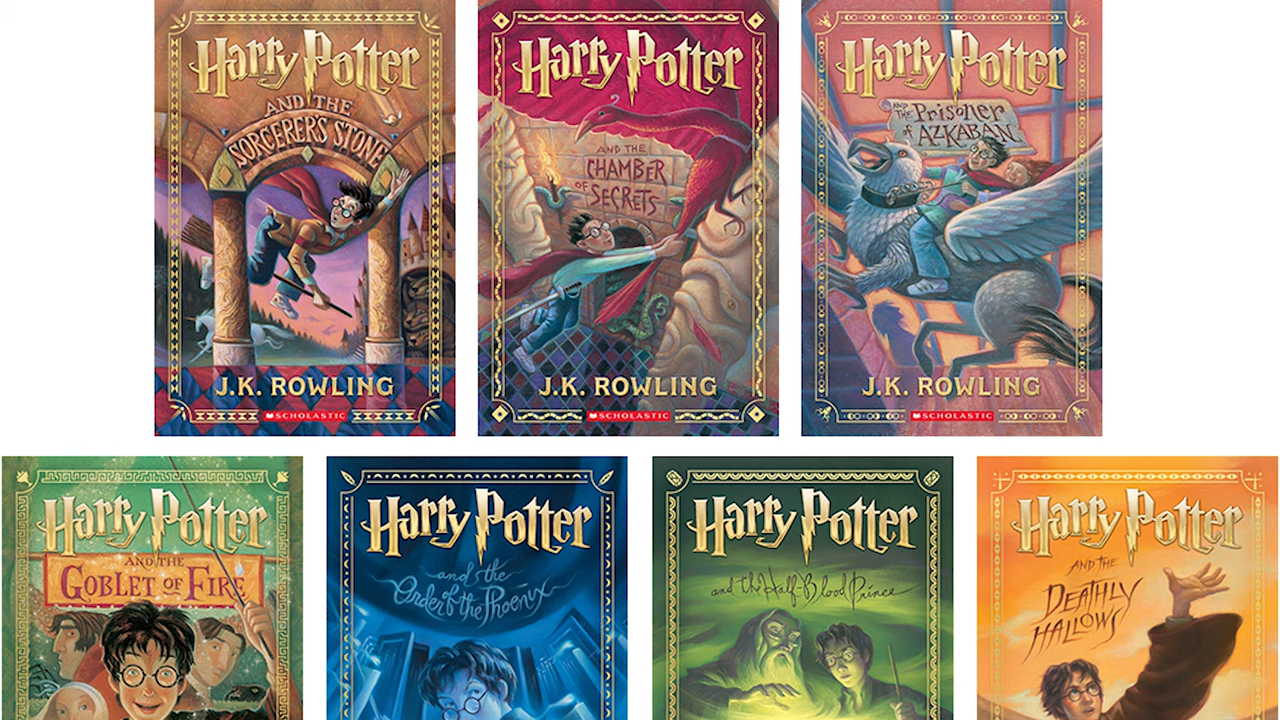 Harry Potter
AND THE
SORCERER'S STONE
J.K. ROWLING
SCHOLASTIC
Harry Potter
AND THE
CHAMBER
OF SECRETS
J.K. ROWLING
SCHOLASTIC
Harry Potter
AND THE Prisoner
of AZKABAN
J.K. ROWLING
SCHOLASTIC
Harry Potter
AND THE
GOBLET OF FIRE
Harry Potter
and the
Order of the Phoenix
Harry Potter
and the Half-Blood Prince
Harry Potter
AND THE
DEATHLY
HALLOWS